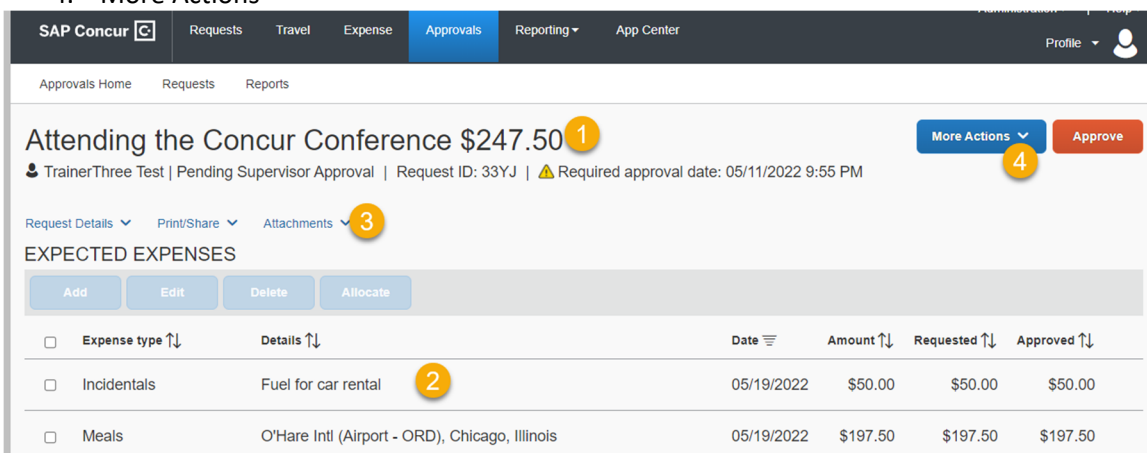 More Actions
SAP Concur C Requests Travel Expense Approvals Reporting App Center
Profile
Approvals Home Requests Reports
Attending the Concur Conference $247.50 1
More Actions Approve
4
TrainerThree Test | Pending Supervisor Approval | Request ID: 33YJ | Required approval date: 05/11/2022 9:55 PM
Request Details Print/Share Attachments 3
EXPECTED EXPENSES
Add Edit Delete Allocate
Expense type Details Date Amount Requested Approved
Incidentals Fuel for car rental 2 05/19/2022 $50.00 $50.00 $50.00
Meals O'Hare Intl (Airport - ORD), Chicago, Illinois 05/19/2022 $197.50 $197.50 $197.50